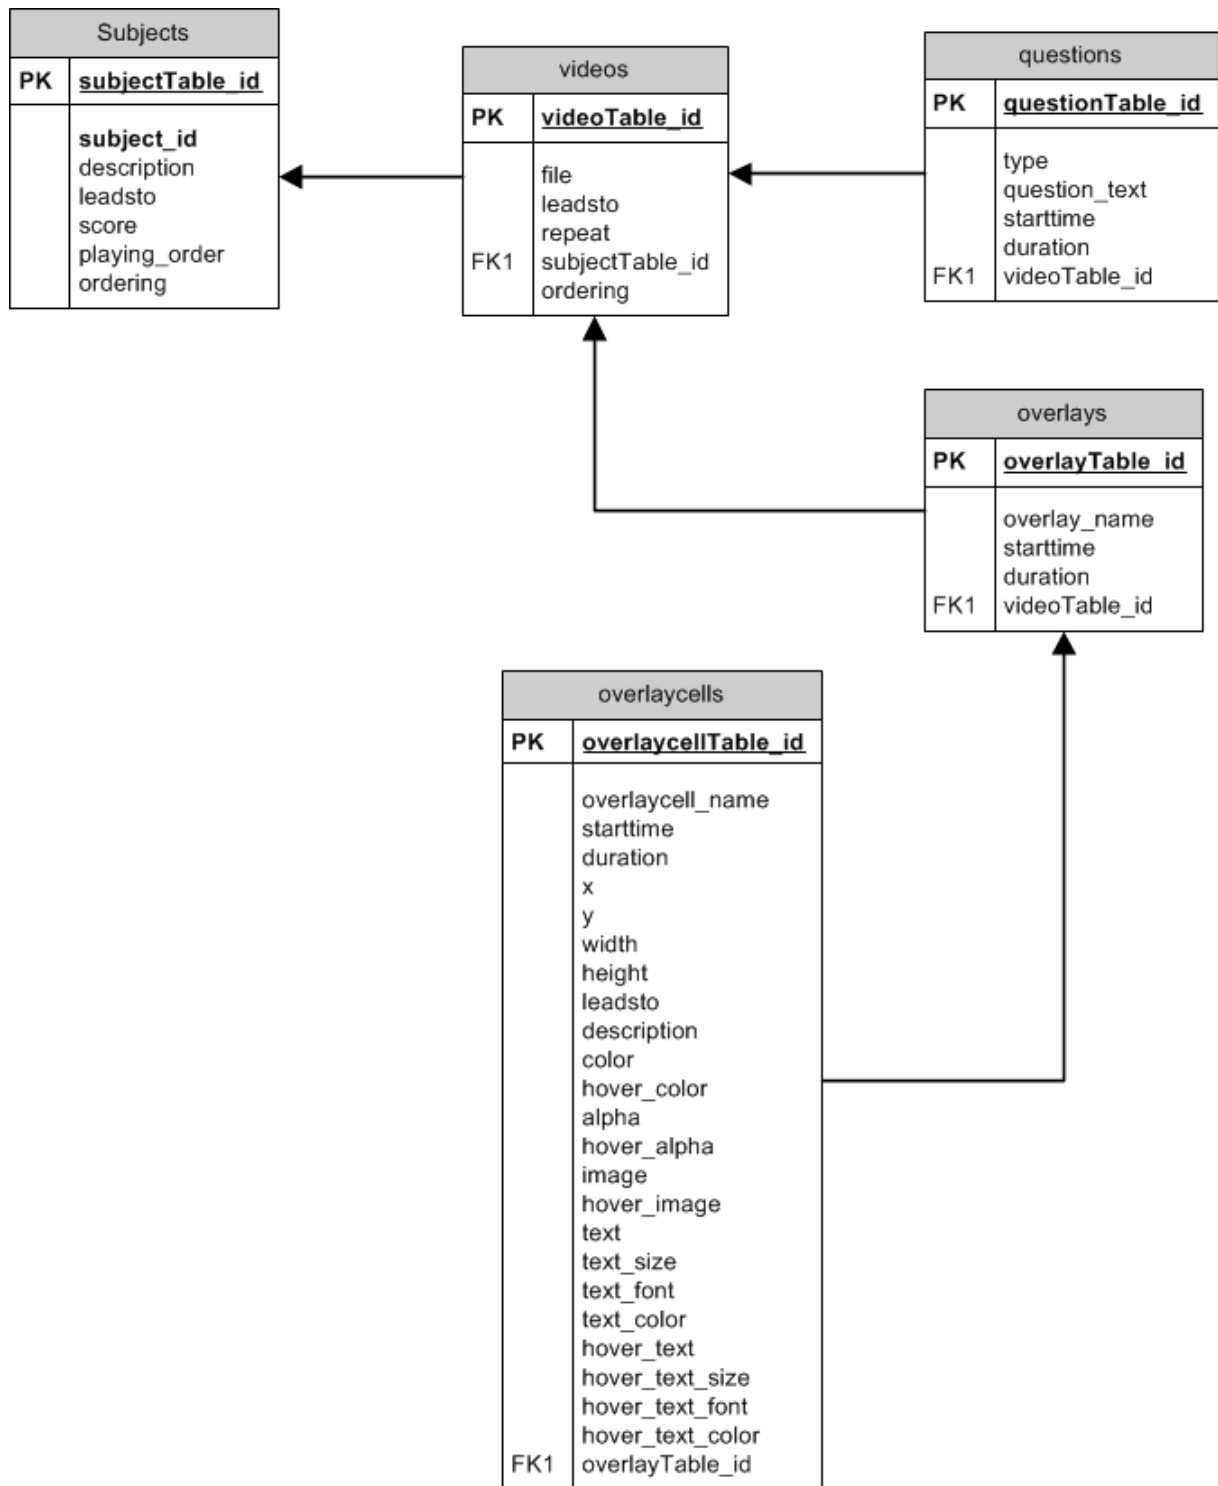 Subjects
PK subjectTable_id
subject_id
description
leadsto
score
playing_order
ordering
videos
PK videoTable_id
file
leadsto
repeat
FK1 subjectTable_id
ordering
questions
PK questionTable_id
type
question_text
starttime
duration
FK1 videoTable_id
overlays
PK overlayTable_id
overlay_name
starttime
duration
FK1 videoTable_id
overlaycells
PK overlaycellTable_id
overlaycell_name
starttime
duration
x
y
width
height
leadsto
description
color
hover_color
alpha
hover_alpha
image
hover_image
text
text_size
text_font
text_color
hover_text
hover_text_size
hover_text_font
hover_text_color
FK1 overlayTable_id